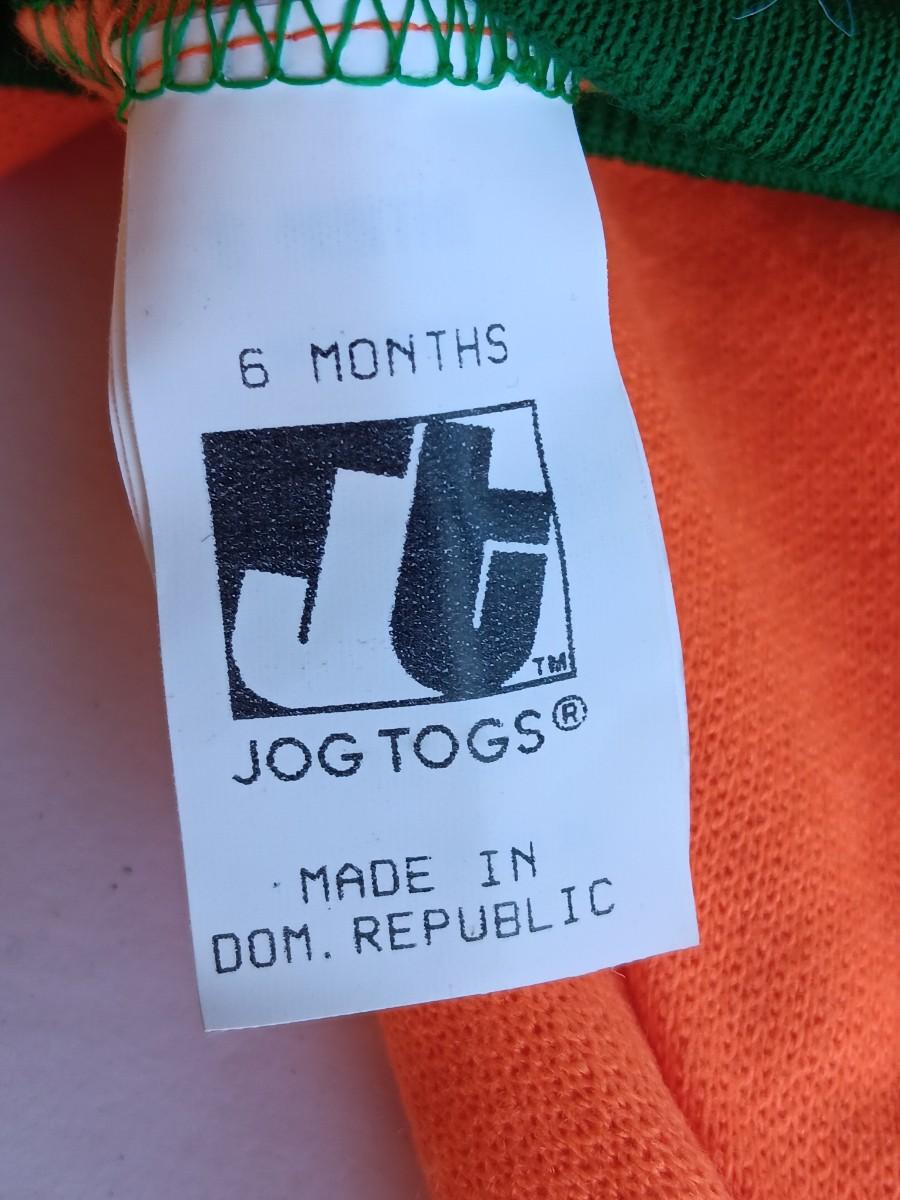 6 MONTHS
Jt
TM
JOG TOGS®
MADE IN
DOM. REPUBLIC